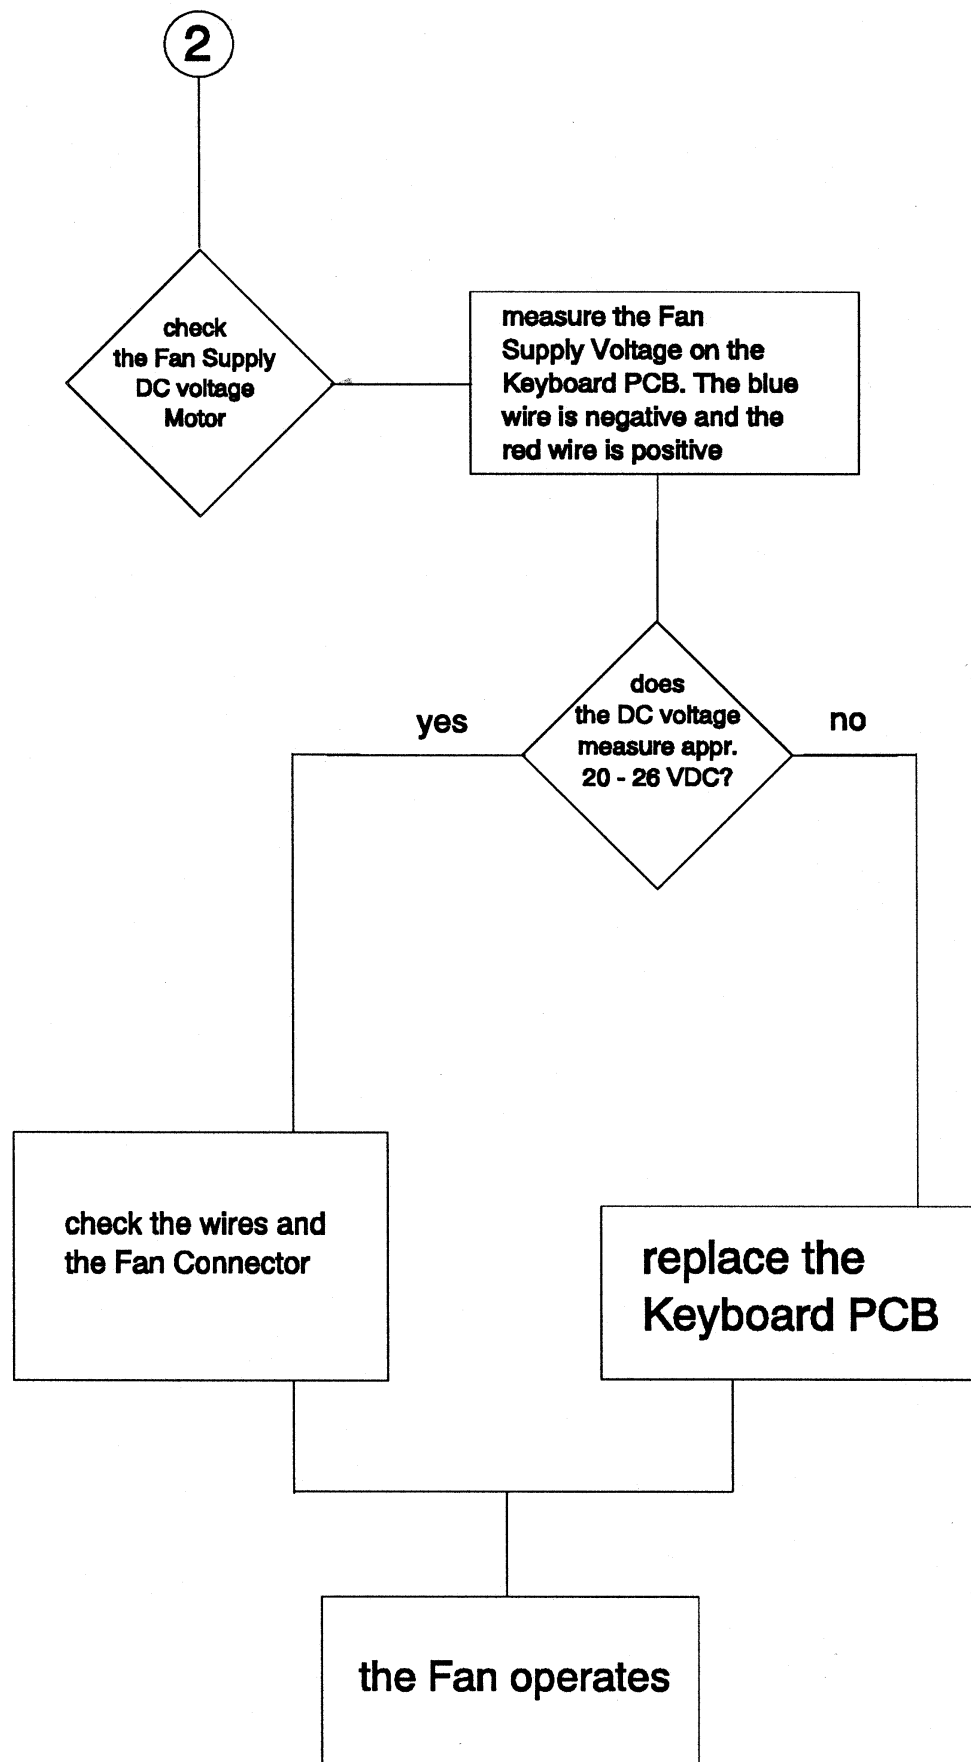 2
check
the Fan Supply
DC voltage
Motor
measure the Fan
Supply Voltage on the
Keyboard PCB. The blue
wire is negative and the
red wire is positive
does
the DC voltage
measure appr.
20 - 26 VDC?
yes
no
check the wires and
the Fan Connector
replace the
Keyboard PCB
the Fan operates